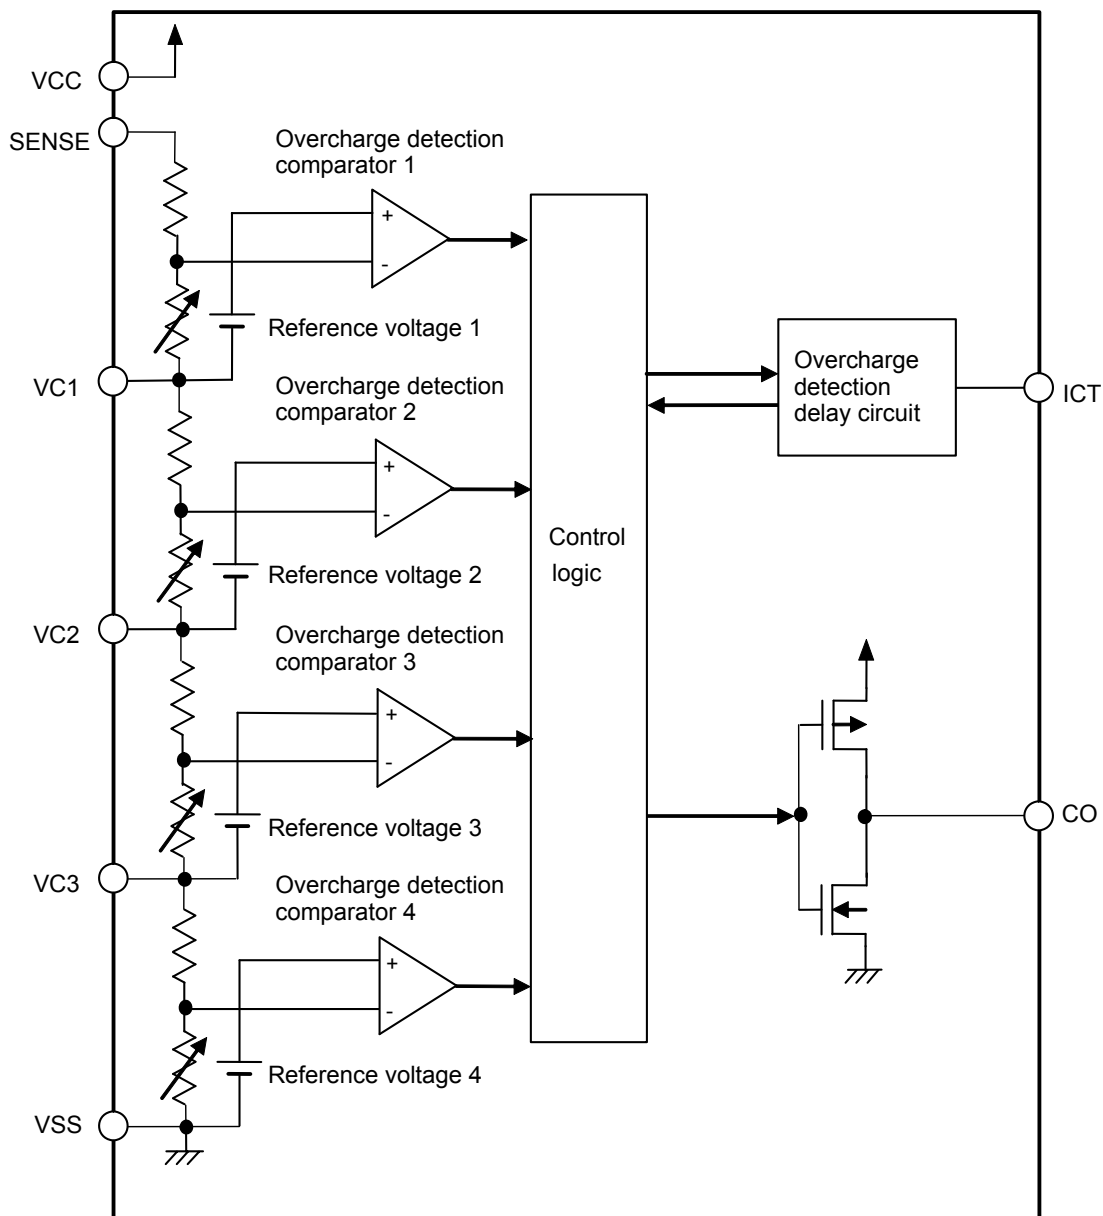 VCC
SENSE
Overcharge detection
comparator 1
+
-
Reference voltage 1
VC1
Overcharge detection
comparator 2
+
-
Reference voltage 2
VC2
Overcharge detection
comparator 3
+
-
Reference voltage 3
VC3
Overcharge detection
comparator 4
+
-
Reference voltage 4
VSS
Control
logic
Overcharge
detection
delay circuit
ICT
CO